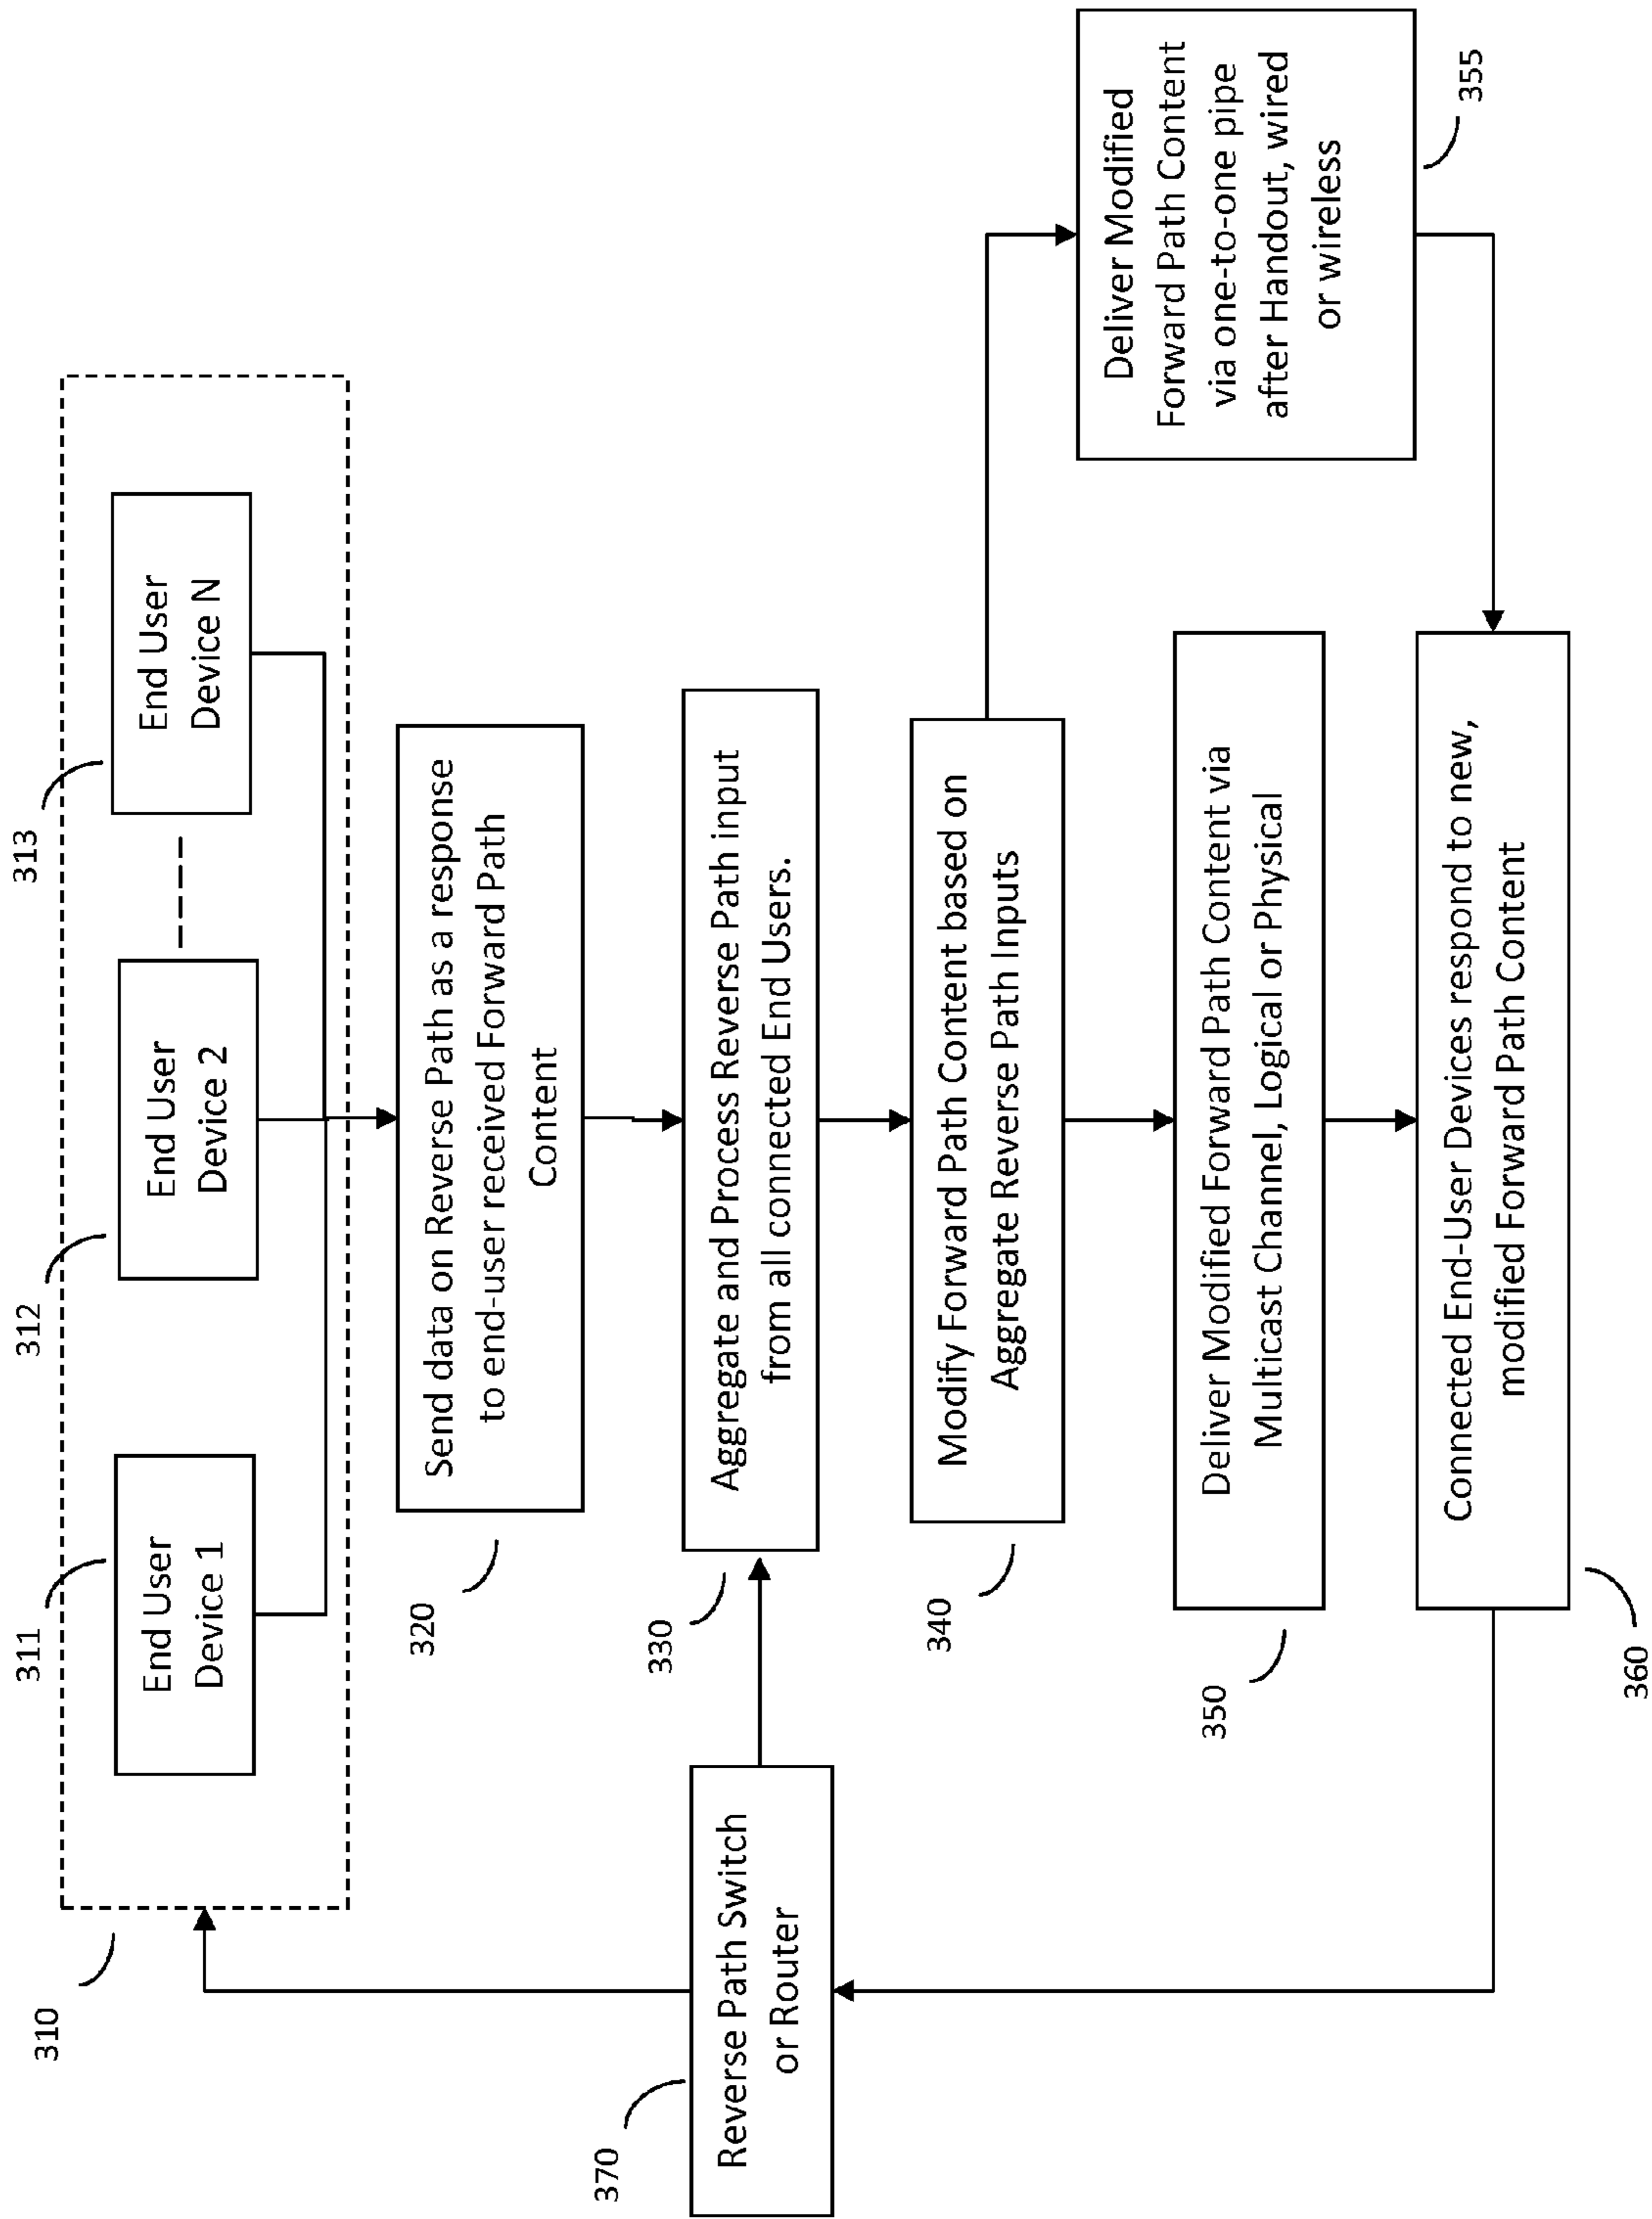 310
311
End User
Device 1
312
End User
Device 2
313
End User
Device N
320
Send data on Reverse Path as a response
to end-user received Forward Path
Content
370
Reverse Path Switch
or Router
330
Aggregate and Process Reverse Path input
from all connected End Users.
340
Modify Forward Path Content based on
Aggregate Reverse Path Inputs
350
Deliver Modified Forward Path Content via
Multicast Channel, Logical or Physical
Deliver Modified
Forward Path Content
via one-to-one pipe
after Handout, wired
or wireless
355
Connected End-User Devices respond to new,
modified Forward Path Content
360